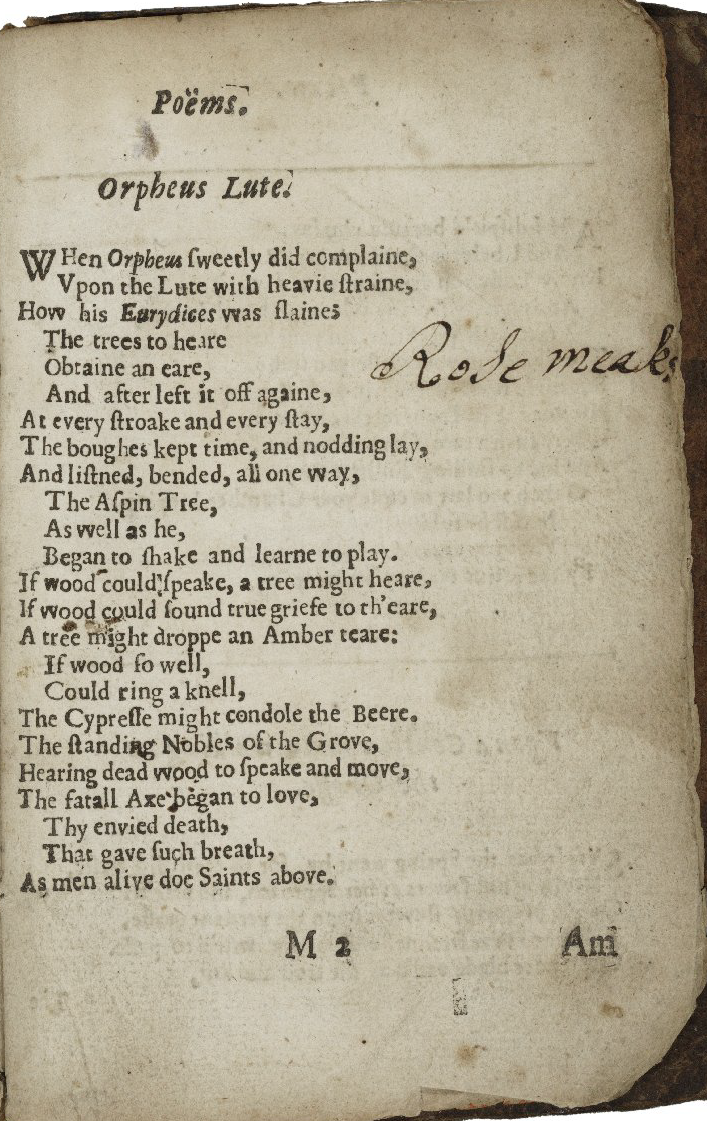 Poëms.
Orpheus Lute.
WHen Orpheus ſweetly did complaine,
Vpon the Lute with heavie ſtraine,
How his Eurydices was ſlaine;
The trees to heare
Obtaine an eare,
And after left it off againe,
Rose meaks
At every ſtroake and every ſtay,
The boughes kept time, and nodding lay,
And liſtned, bended, all one way,
The Aſpin Tree,
As well as he,
Began to ſhake and learne to play.
If wood could ſpeake, a tree might heare,
If wood could ſound true griefe to th'eare,
A tree might droppe an Amber teare:
If wood ſo well,
Could ring a knell,
The Cypreſſe might condole the Beere.
The ſtanding Nobles of the Grove,
Hearing dead wood to ſpeake and move,
The fatall Axe began to love,
Thy envied death,
That gave ſuch breath,
As men alive doe Saints above.
M 2 Am